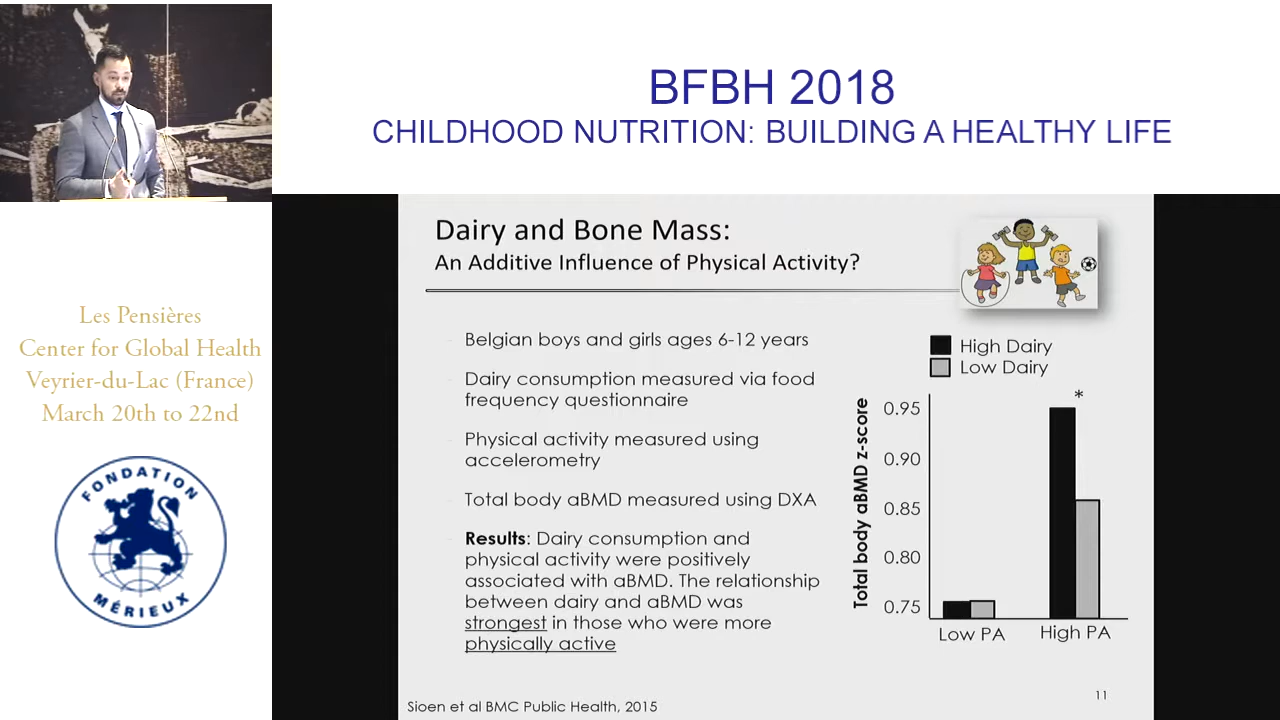 BFBH 2018
CHILDHOOD NUTRITION: BUILDING A HEALTHY LIFE
Les Pensières
Center for Global Health
Veyrier-du-Lac (France)
March 20th to 22nd
FONDATION
MÉRIEUX
Dairy and Bone Mass:
An Additive Influence of Physical Activity?
Belgian boys and girls ages 6-12 years
Dairy consumption measured via food
frequency questionnaire
Physical activity measured using
accelerometry
Total body aBMD measured using DXA
Results: Dairy consumption and
physical activity were positively
associated with aBMD. The relationship
between dairy and aBMD was
strongest in those who were more
physically active
High Dairy
Low Dairy
*
Total body aBMD z-score
0.95
0.90
0.85
0.80
0.75
Low PA
High PA
Sioen et al BMC Public Health, 2015
11